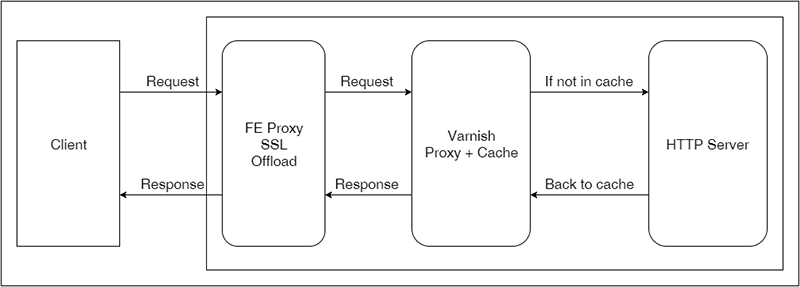 Request
Request
If not in cache
Client
FE Proxy
SSL
Offload
Varnish
Proxy + Cache
HTTP Server
Response
Response
Back to cache